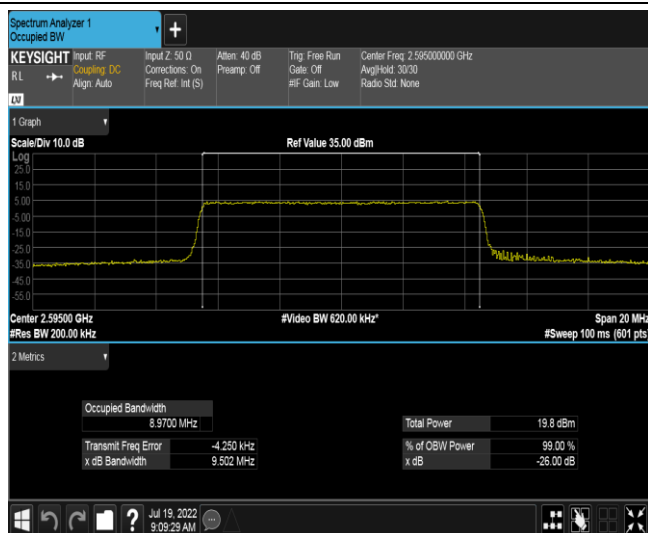 Spectrum Analyzer 1
Occupied BW
+
KEYSIGHT
RL
LXI
Input: RF
Coupling: DC
Align: Auto
Input Z: 50 Ω
Corrections: On
Freq Ref: Int (S)
Atten: 40 dB
Preamp: Off
Trig: Free Run
Gate: Off
#IF Gain: Low
Center Freq: 2.595000000 GHz
Avg|Hold: 30/30
Radio Std: None
1 Graph
Scale/Div 10.0 dB
Ref Value 35.00 dBm
Log
25.0
15.0
5.00
-5.00
-15.0
-25.0
-35.0
-45.0
-55.0
Center 2.59500 GHz
#Video BW 620.00 kHz*
Span 20 MHz
#Res BW 200.00 kHz
#Sweep 100 ms (601 pts)
2 Metrics
Occupied Bandwidth
8.9700 MHz
Total Power 19.8 dBm
Transmit Freq Error -4.250 kHz
% of OBW Power 99.00 %
x dB Bandwidth 9.502 MHz
x dB -26.00 dB
?
Jul 19, 2022
9:09:29 AM